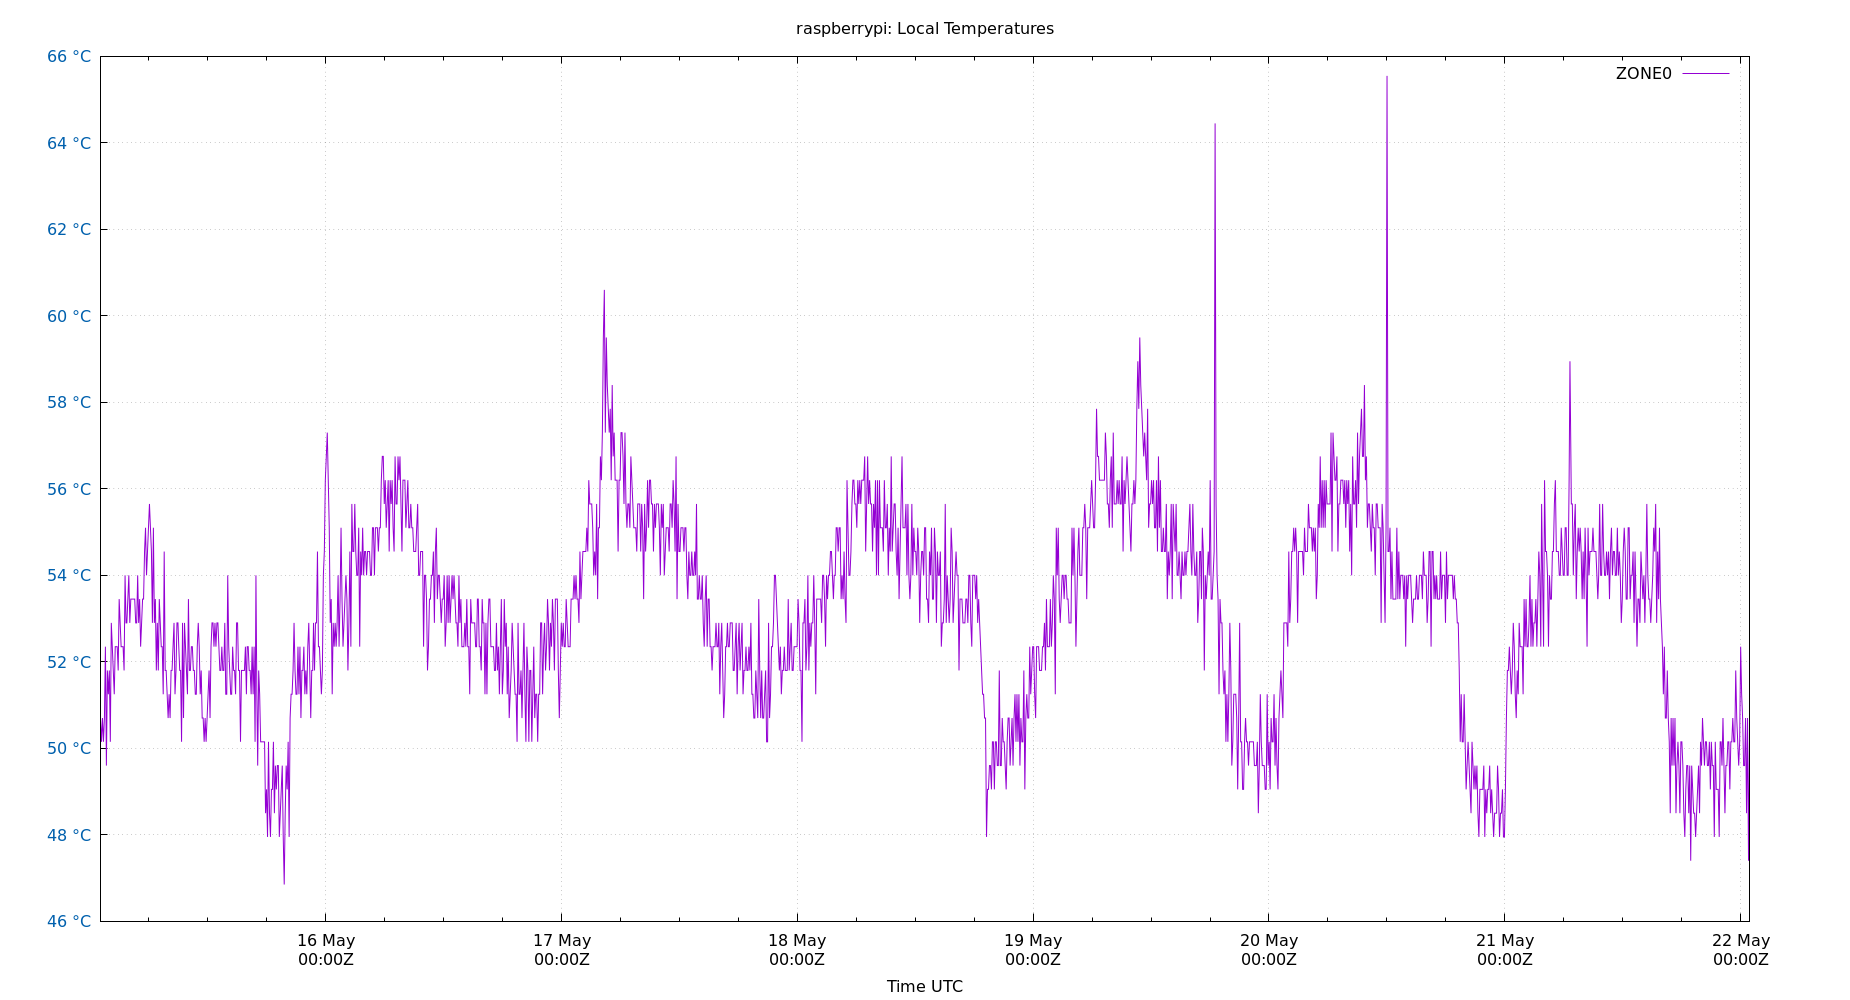 raspberrypi: Local Temperatures
66 °C
ZONE0
64 °C
62 °C
60 °C
58 °C
56 °C
54 °C
52 °C
50 °C
48 °C
46 °C
16 May 17 May 18 May 19 May 20 May 21 May 22 May
00:00Z 00:00Z 00:00Z 00:00Z 00:00Z 00:00Z 00:00Z
Time UTC